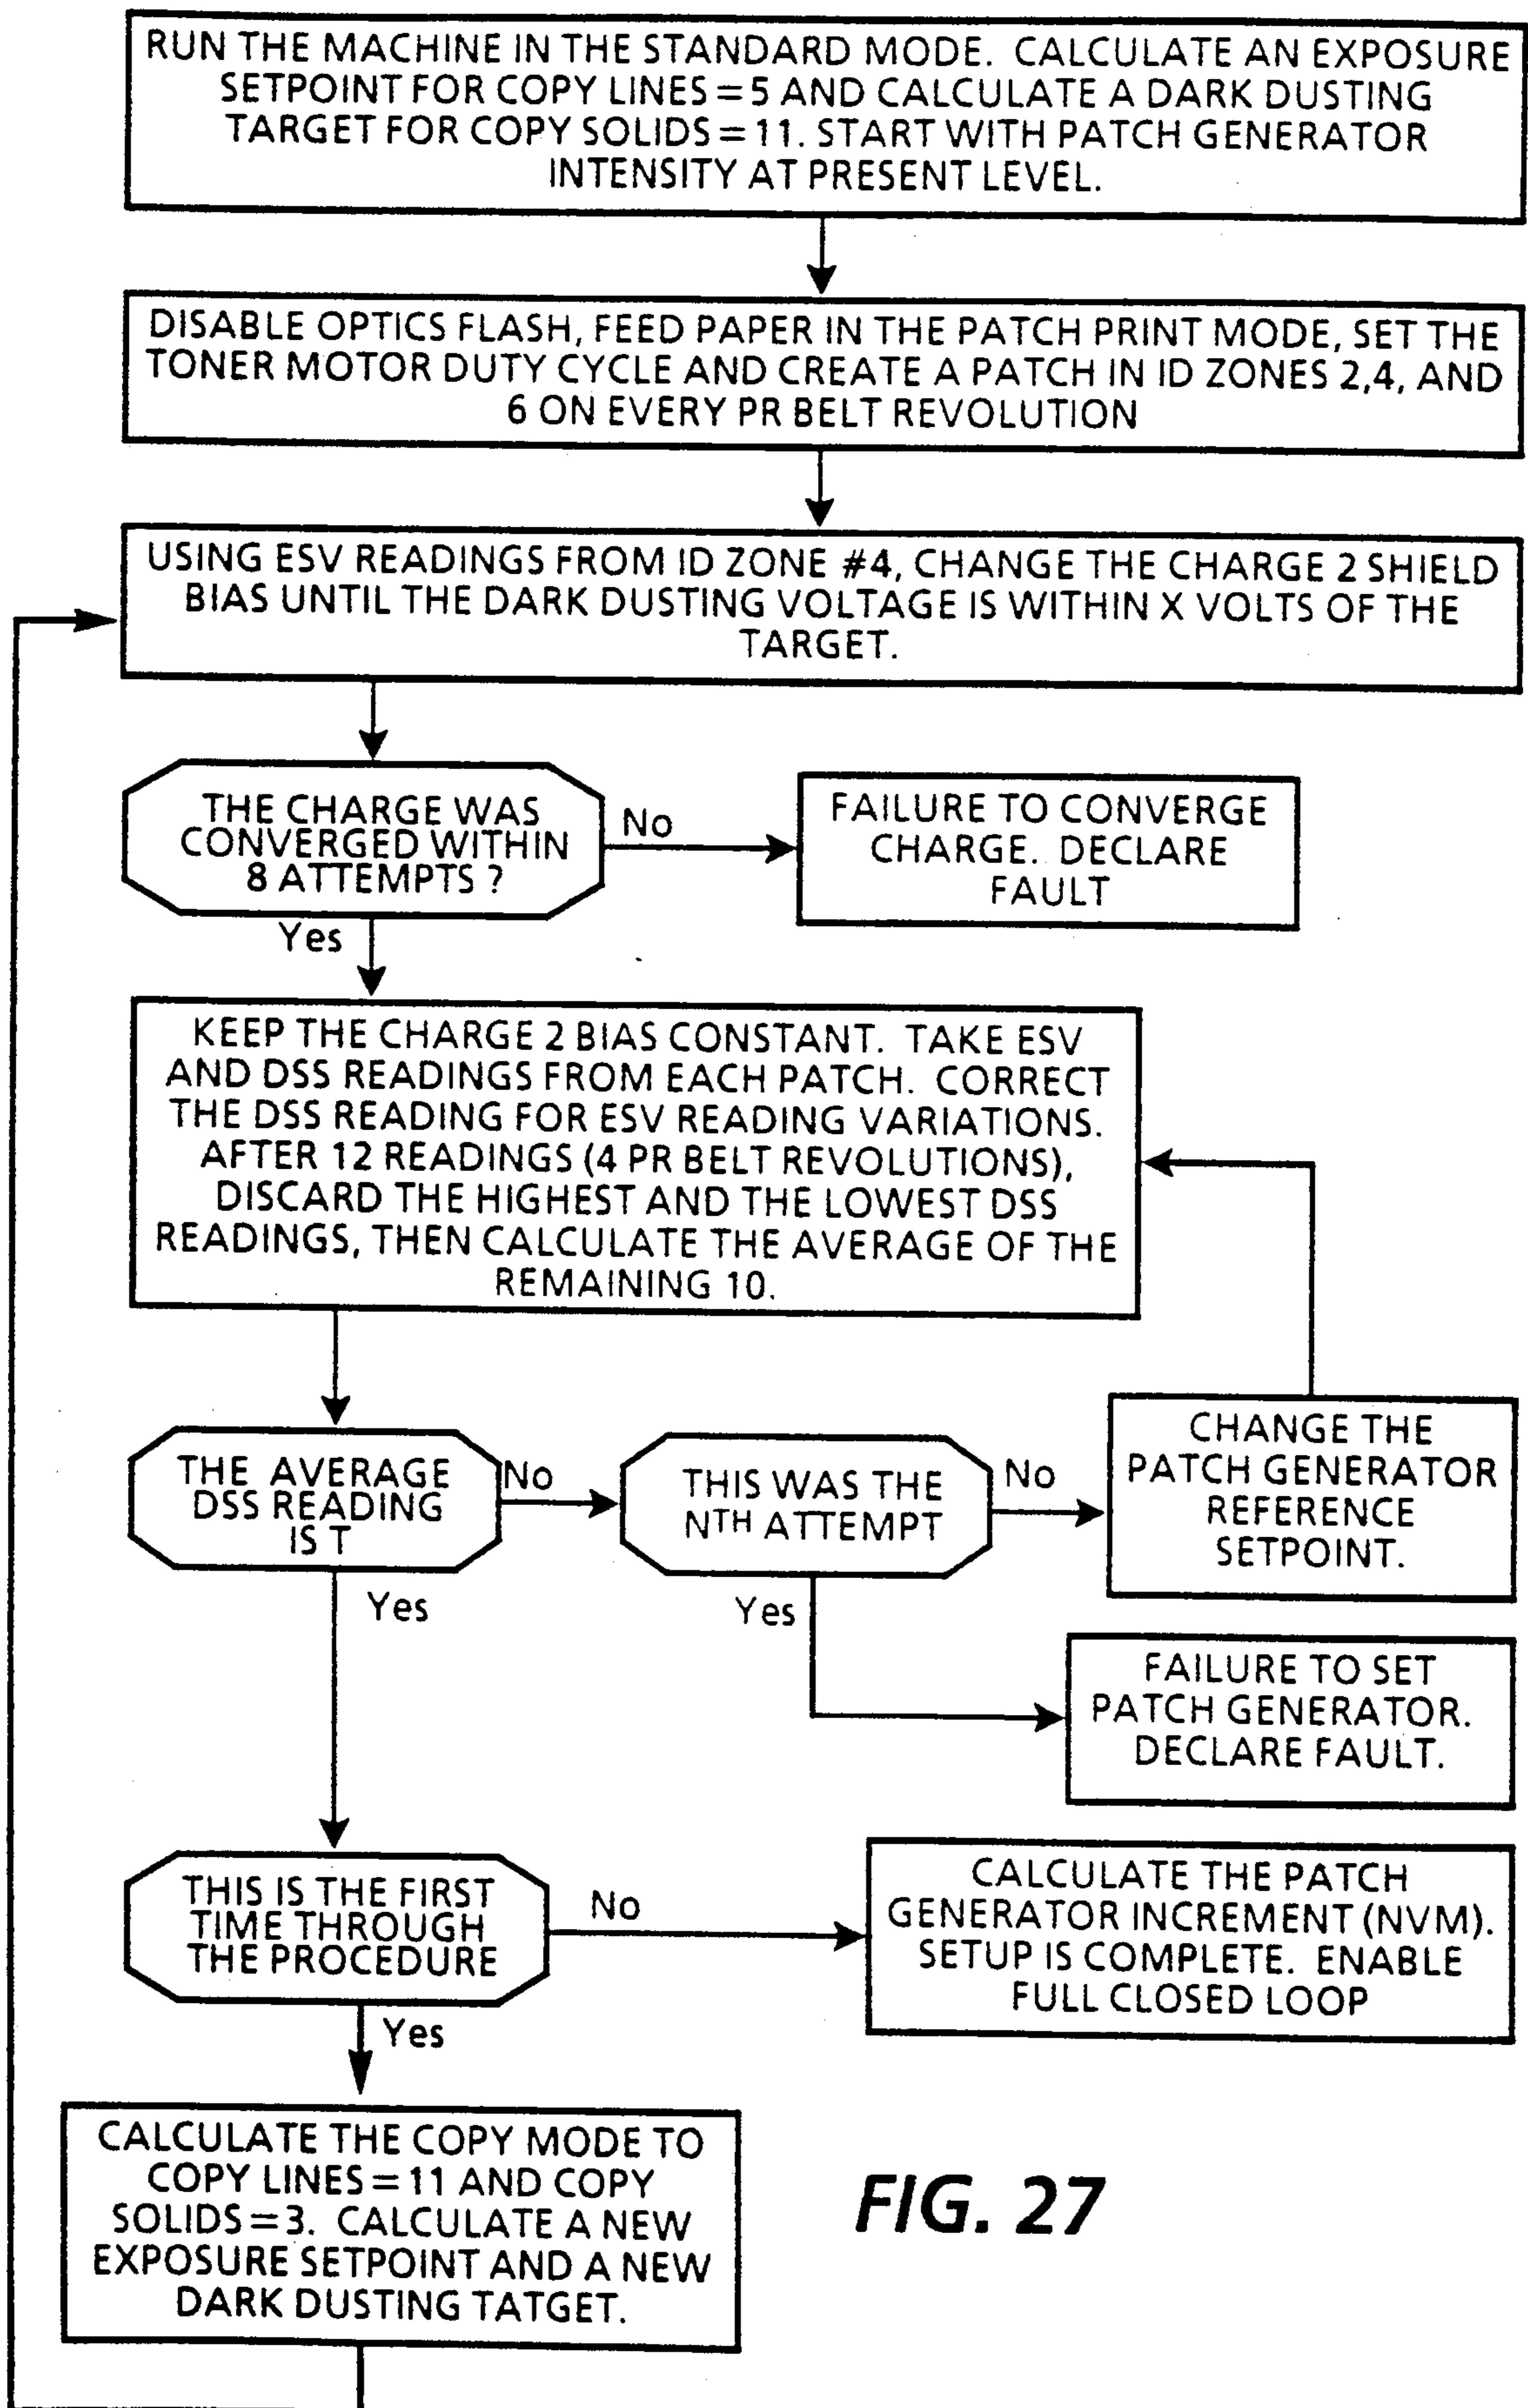 RUN THE MACHINE IN THE STANDARD MODE. CALCULATE AN EXPOSURE
SETPOINT FOR COPY LINES = 5 AND CALCULATE A DARK DUSTING
TARGET FOR COPY SOLIDS = 11. START WITH PATCH GENERATOR
INTENSITY AT PRESENT LEVEL.
DISABLE OPTICS FLASH, FEED PAPER IN THE PATCH PRINT MODE, SET THE
TONER MOTOR DUTY CYCLE AND CREATE A PATCH IN ID ZONES 2,4, AND
6 ON EVERY PR BELT REVOLUTION
USING ESV READINGS FROM ID ZONE #4, CHANGE THE CHARGE 2 SHIELD
BIAS UNTIL THE DARK DUSTING VOLTAGE IS WITHIN X VOLTS OF THE
TARGET.
THE CHARGE WAS
CONVERGED WITHIN
8 ATTEMPTS ?
No
FAILURE TO CONVERGE
CHARGE. DECLARE
FAULT
Yes
KEEP THE CHARGE 2 BIAS CONSTANT. TAKE ESV
AND DSS READINGS FROM EACH PATCH. CORRECT
THE DSS READING FOR ESV READING VARIATIONS.
AFTER 12 READINGS (4 PR BELT REVOLUTIONS),
DISCARD THE HIGHEST AND THE LOWEST DSS
READINGS, THEN CALCULATE THE AVERAGE OF THE
REMAINING 10.
THE AVERAGE
DSS READING
IS T
No
THIS WAS THE
NTH ATTEMPT
No
CHANGE THE
PATCH GENERATOR
REFERENCE
SETPOINT.
Yes
Yes
FAILURE TO SET
PATCH GENERATOR.
DECLARE FAULT.
THIS IS THE FIRST
TIME THROUGH
THE PROCEDURE
No
CALCULATE THE PATCH
GENERATOR INCREMENT (NVM).
SETUP IS COMPLETE. ENABLE
FULL CLOSED LOOP
Yes
CALCULATE THE COPY MODE TO
COPY LINES = 11 AND COPY
SOLIDS = 3. CALCULATE A NEW
EXPOSURE SETPOINT AND A NEW
DARK DUSTING TATGET.
FIG. 27